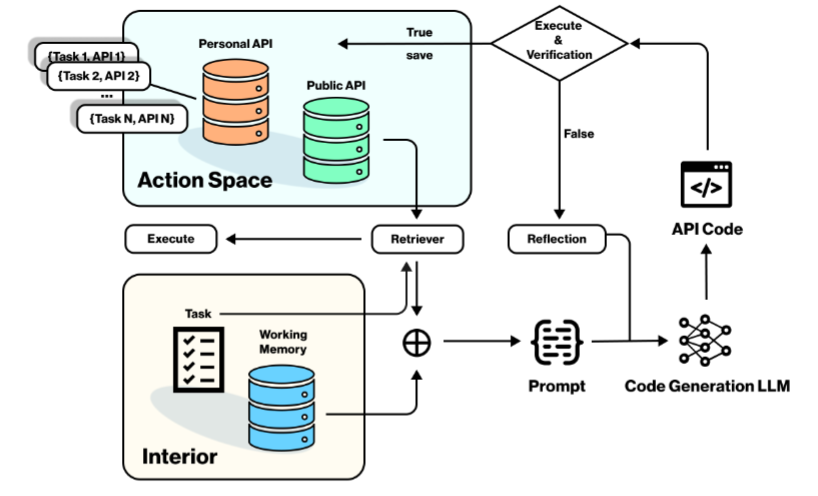 Execute
&
Verification
True
save
Personal API
{Task 1, API 1}
{Task 2, API 2}
...
{Task N, API N}
Public API
False
Action Space
</>
API Code
Execute
Retriever
Reflection
Task
Working
Memory
Prompt
Code Generation LLM
Interior